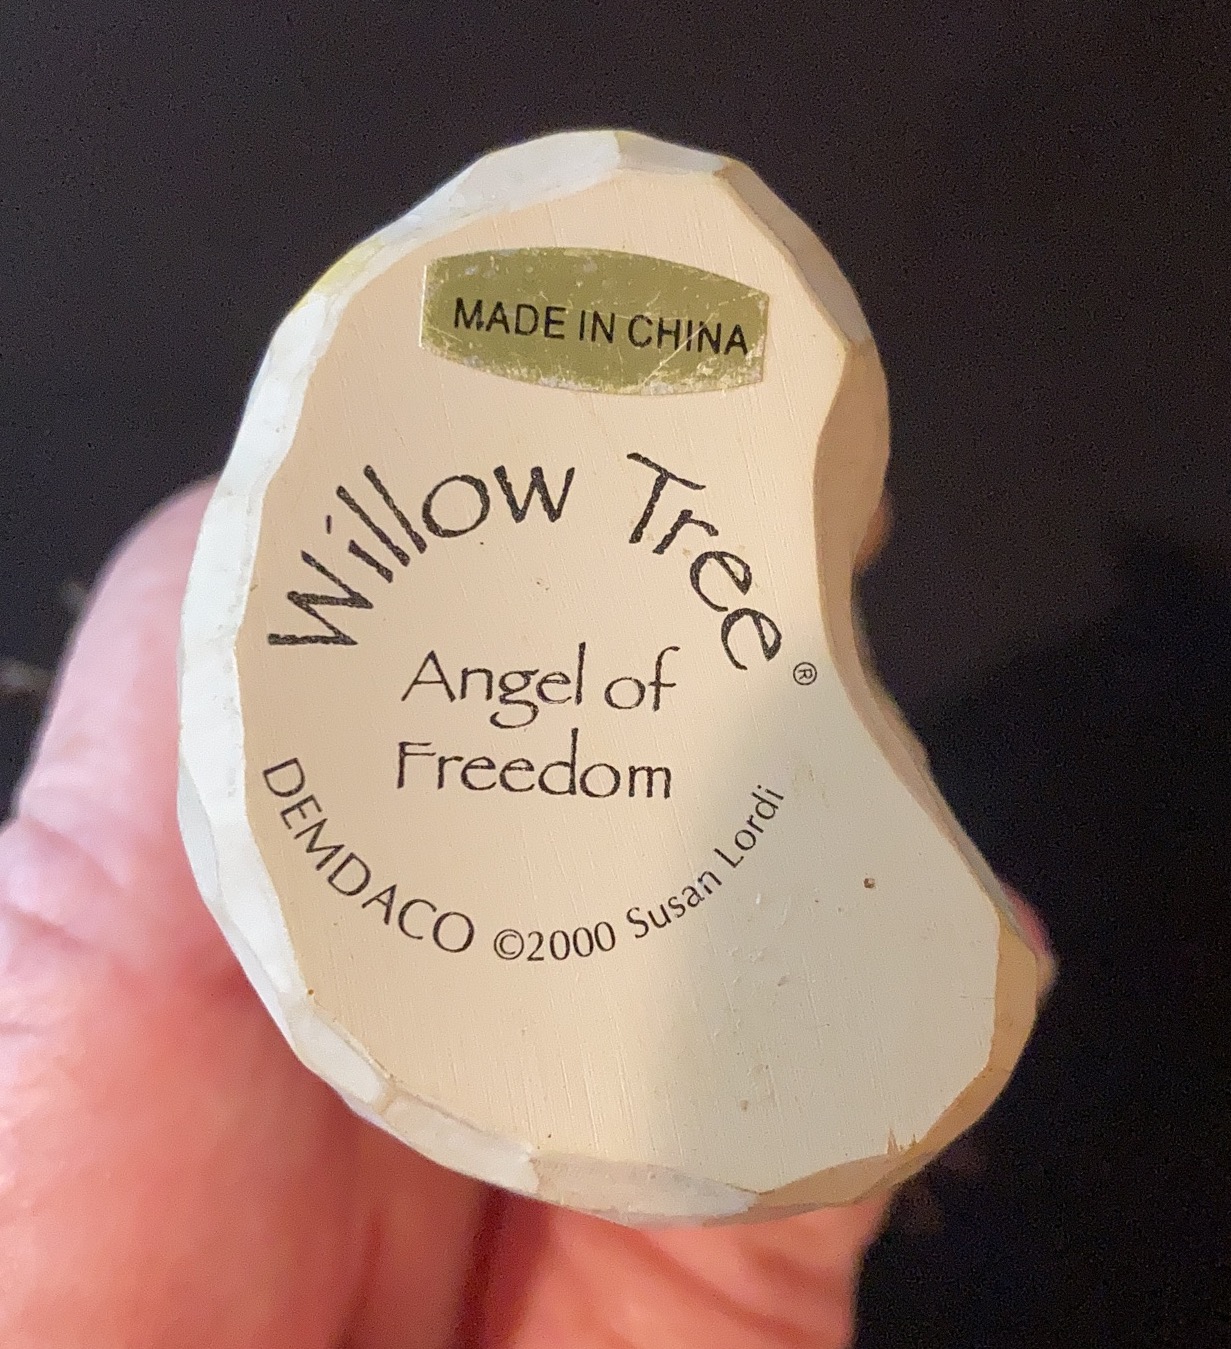 MADE IN CHINA
Willow Tree®
Angel of
Freedom
DEMDACO ©2000 Susan Lordi